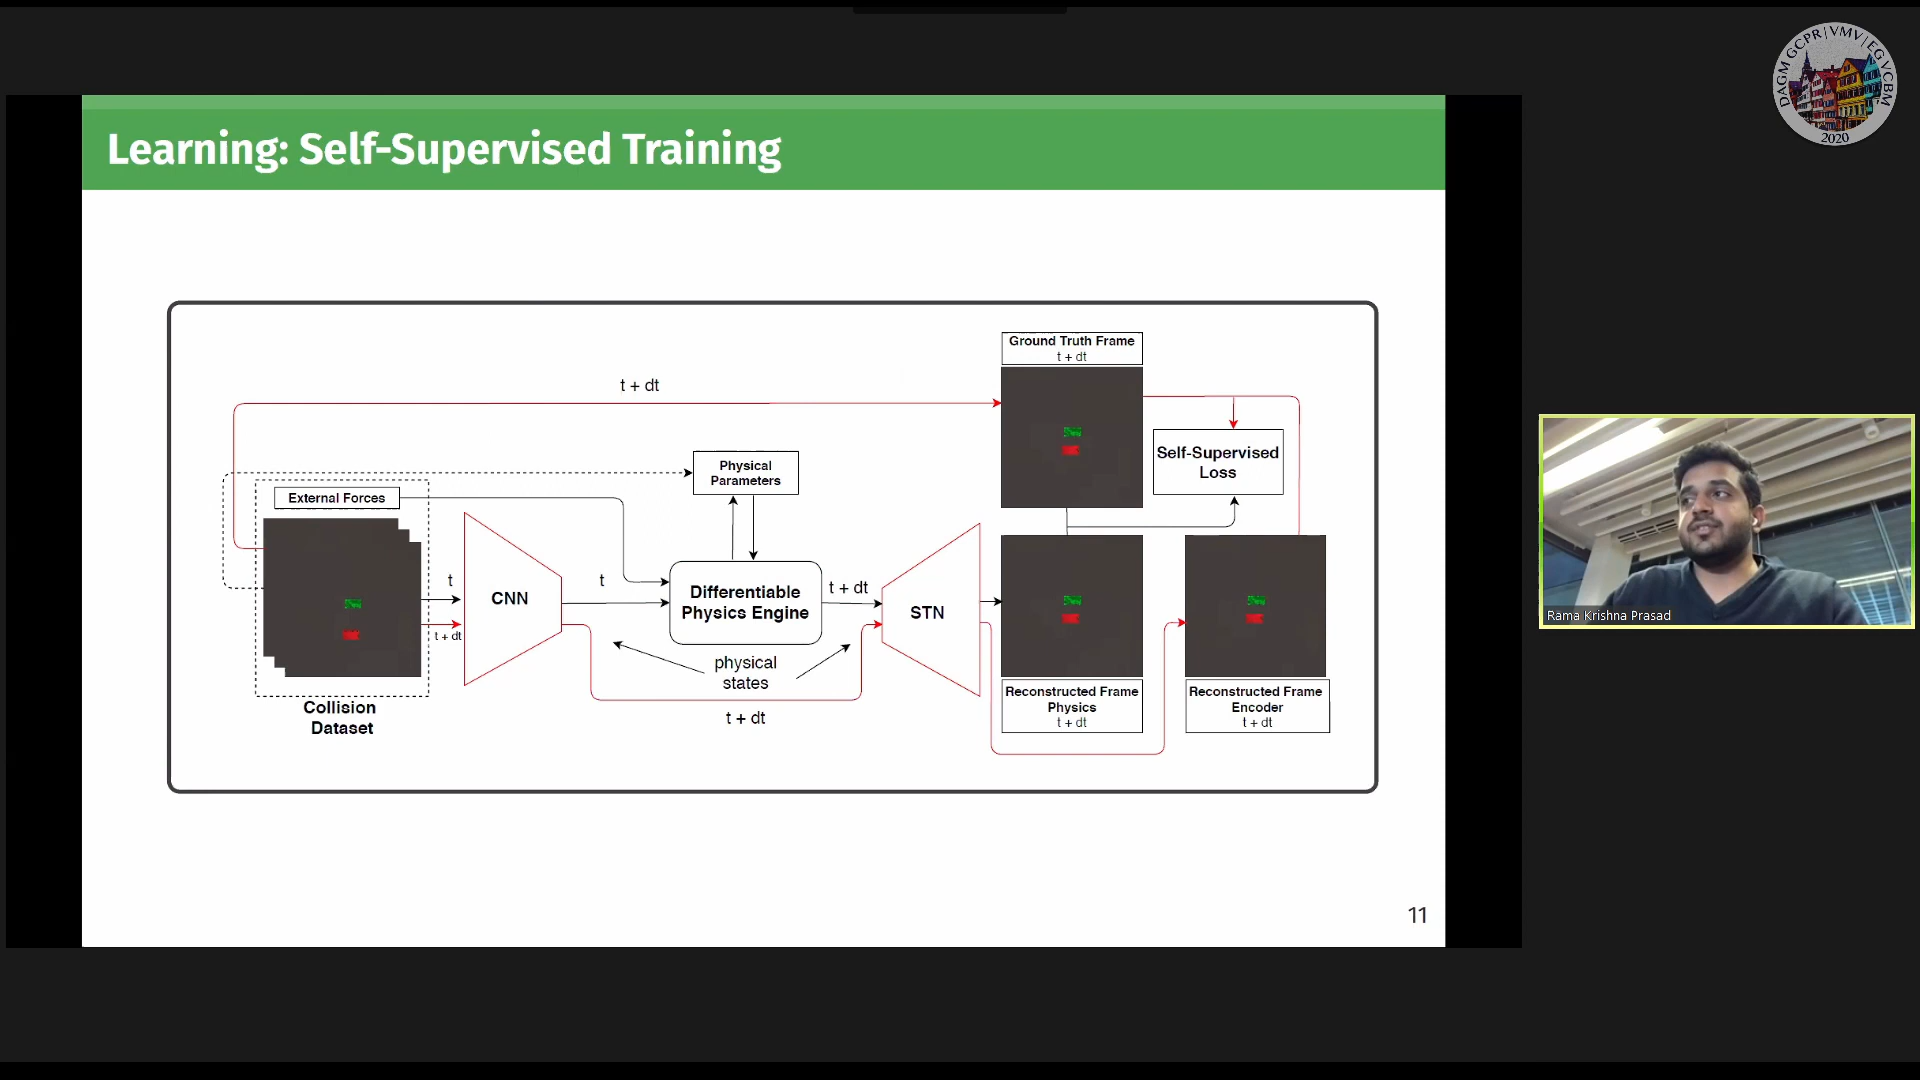 DAGM GCPR|VMV|EG VCBM
2020
Learning: Self-Supervised Training
Ground Truth Frame
t + dt
t + dt
Physical
Parameters
Self-Supervised
Loss
External Forces
t
t + dt
CNN
t
Differentiable
Physics Engine
t + dt
STN
physical
states
t + dt
Collision
Dataset
Reconstructed Frame
Physics
t + dt
Reconstructed Frame
Encoder
t + dt
11
Rama Krishna Prasad